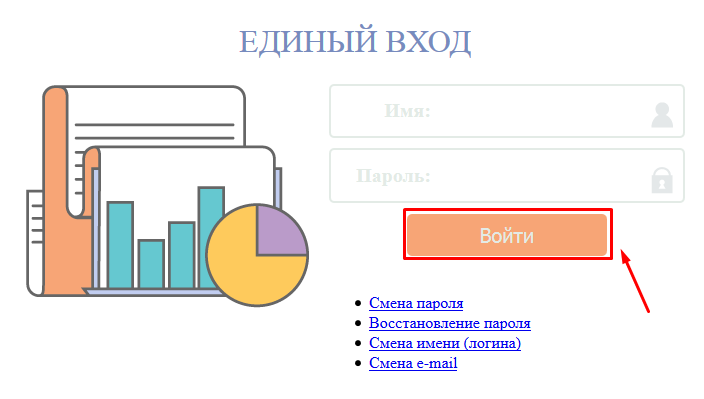 ЕДИНЫЙ ВХОД
Имя:
Пароль:
Войти
Смена пароля
Восстановление пароля
Смена имени (логина)
Смена e-mail